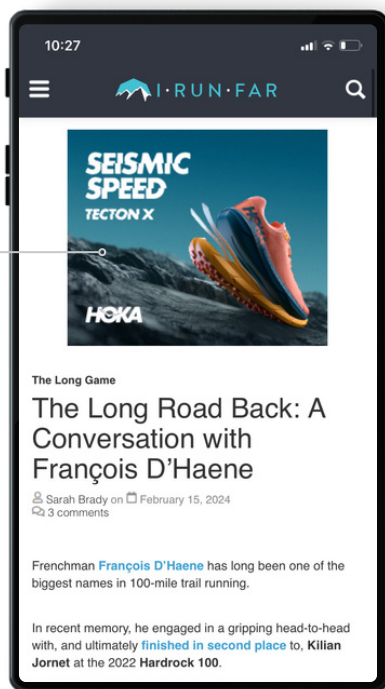 10:27
I·RUN·FAR
SEISMIC
SPEED
TECTON X
HOKA
The Long Game
The Long Road Back: A
Conversation with
François D'Haene
Sarah Brady on February 15, 2024
3 comments
Frenchman François D'Haene has long been one of the
biggest names in 100-mile trail running.
In recent memory, he engaged in a gripping head-to-head
with, and ultimately finished in second place to, Kilian
Jornet at the 2022 Hardrock 100.